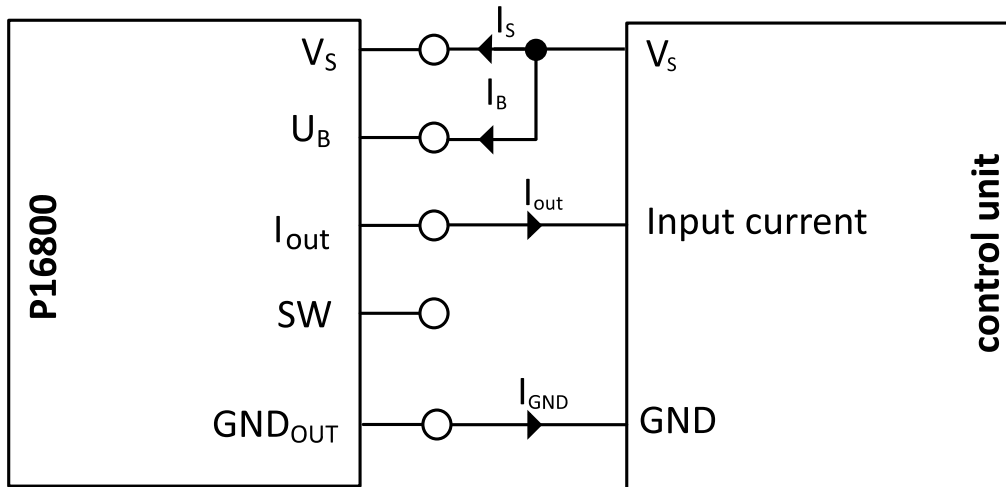 P16800
V_S
U_B
I_out
SW
GND_OUT
I_S
I_B
I_out
I_GND
V_S
Input current
GND
control unit